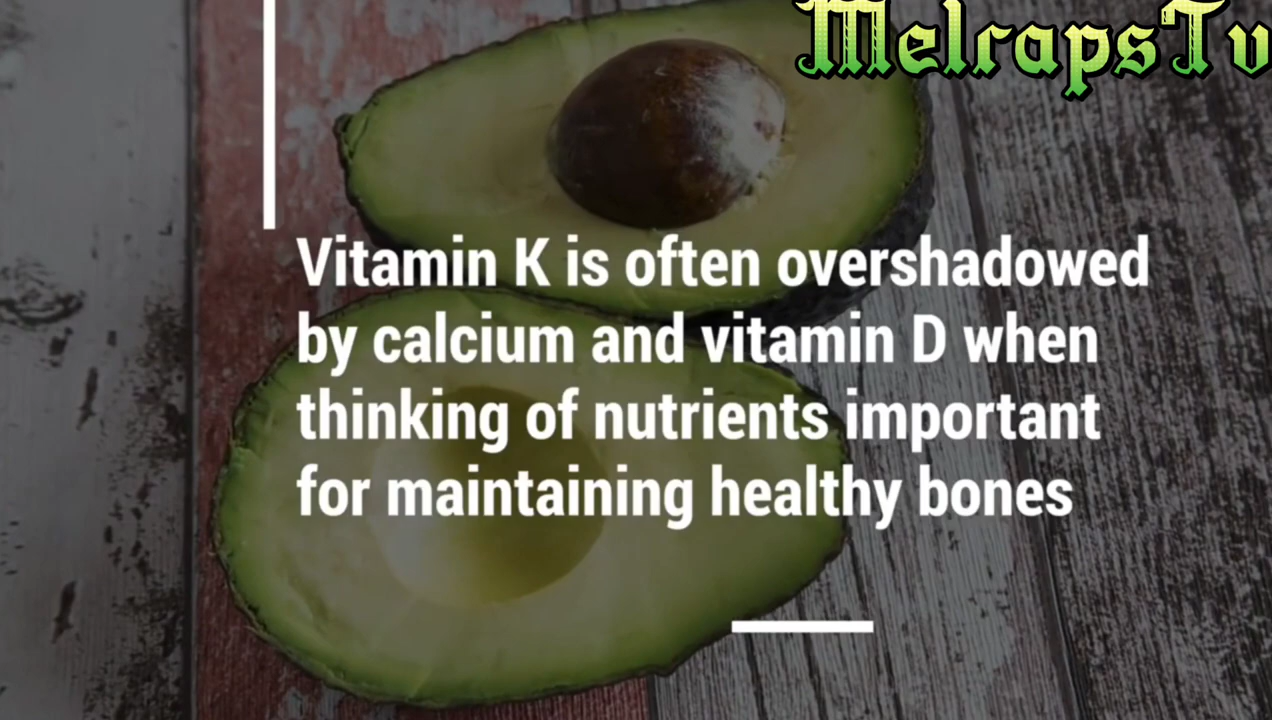 MelrapsTv
Vitamin K is often overshadowed
by calcium and vitamin D when
thinking of nutrients important
for maintaining healthy bones